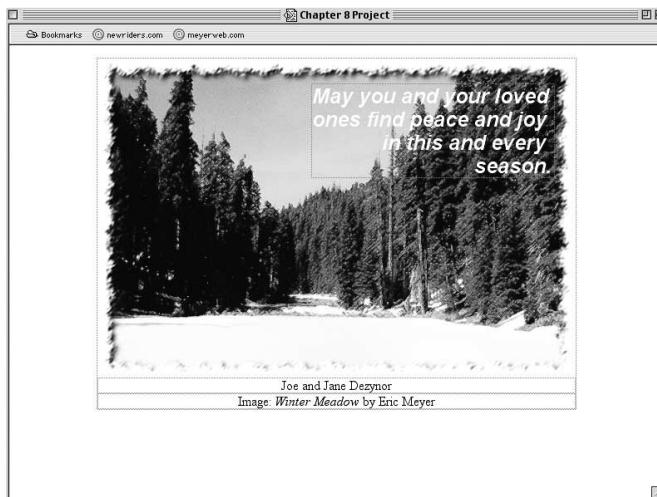 Chapter 8 Project
Bookmarks newriders.com meyerweb.com
May you and your loved
ones find peace and joy
in this and every
season.
Joe and Jane Dezynor
Image: Winter Meadow by Eric Meyer